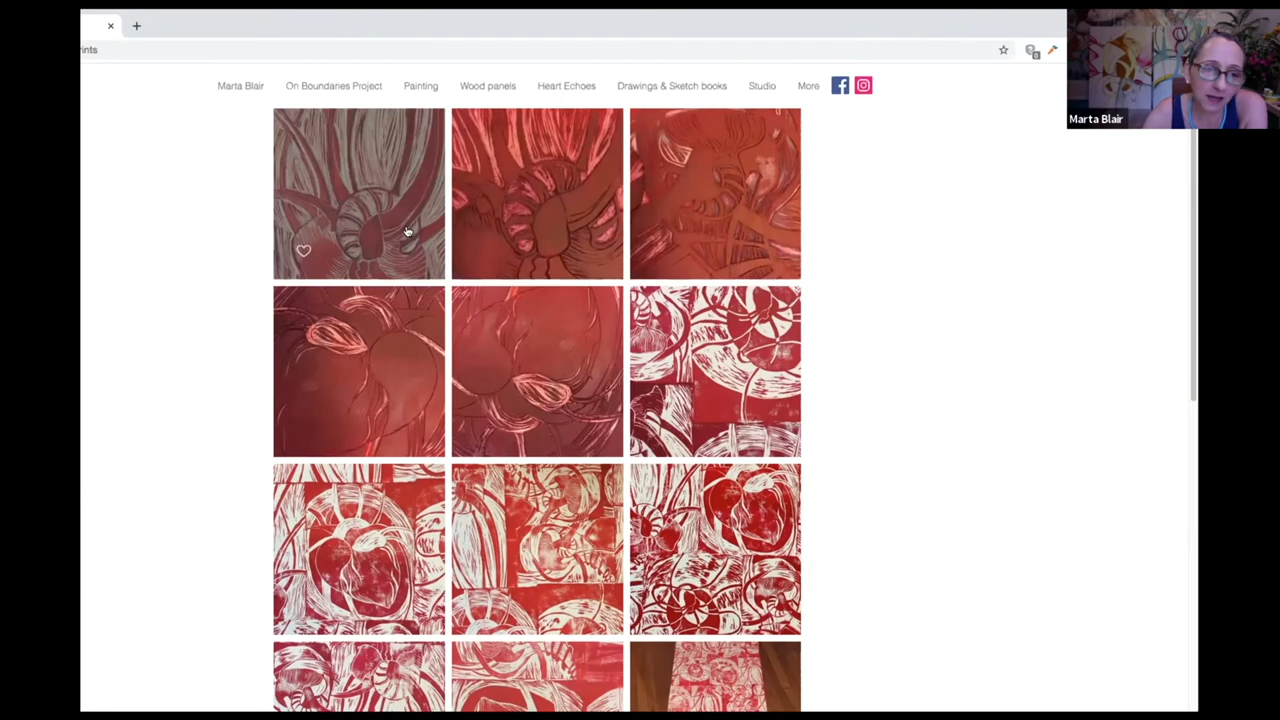 ints
Marta Blair On Boundaries Project Painting Wood panels Heart Echoes Drawings & Sketch books Studio More
Marta Blair